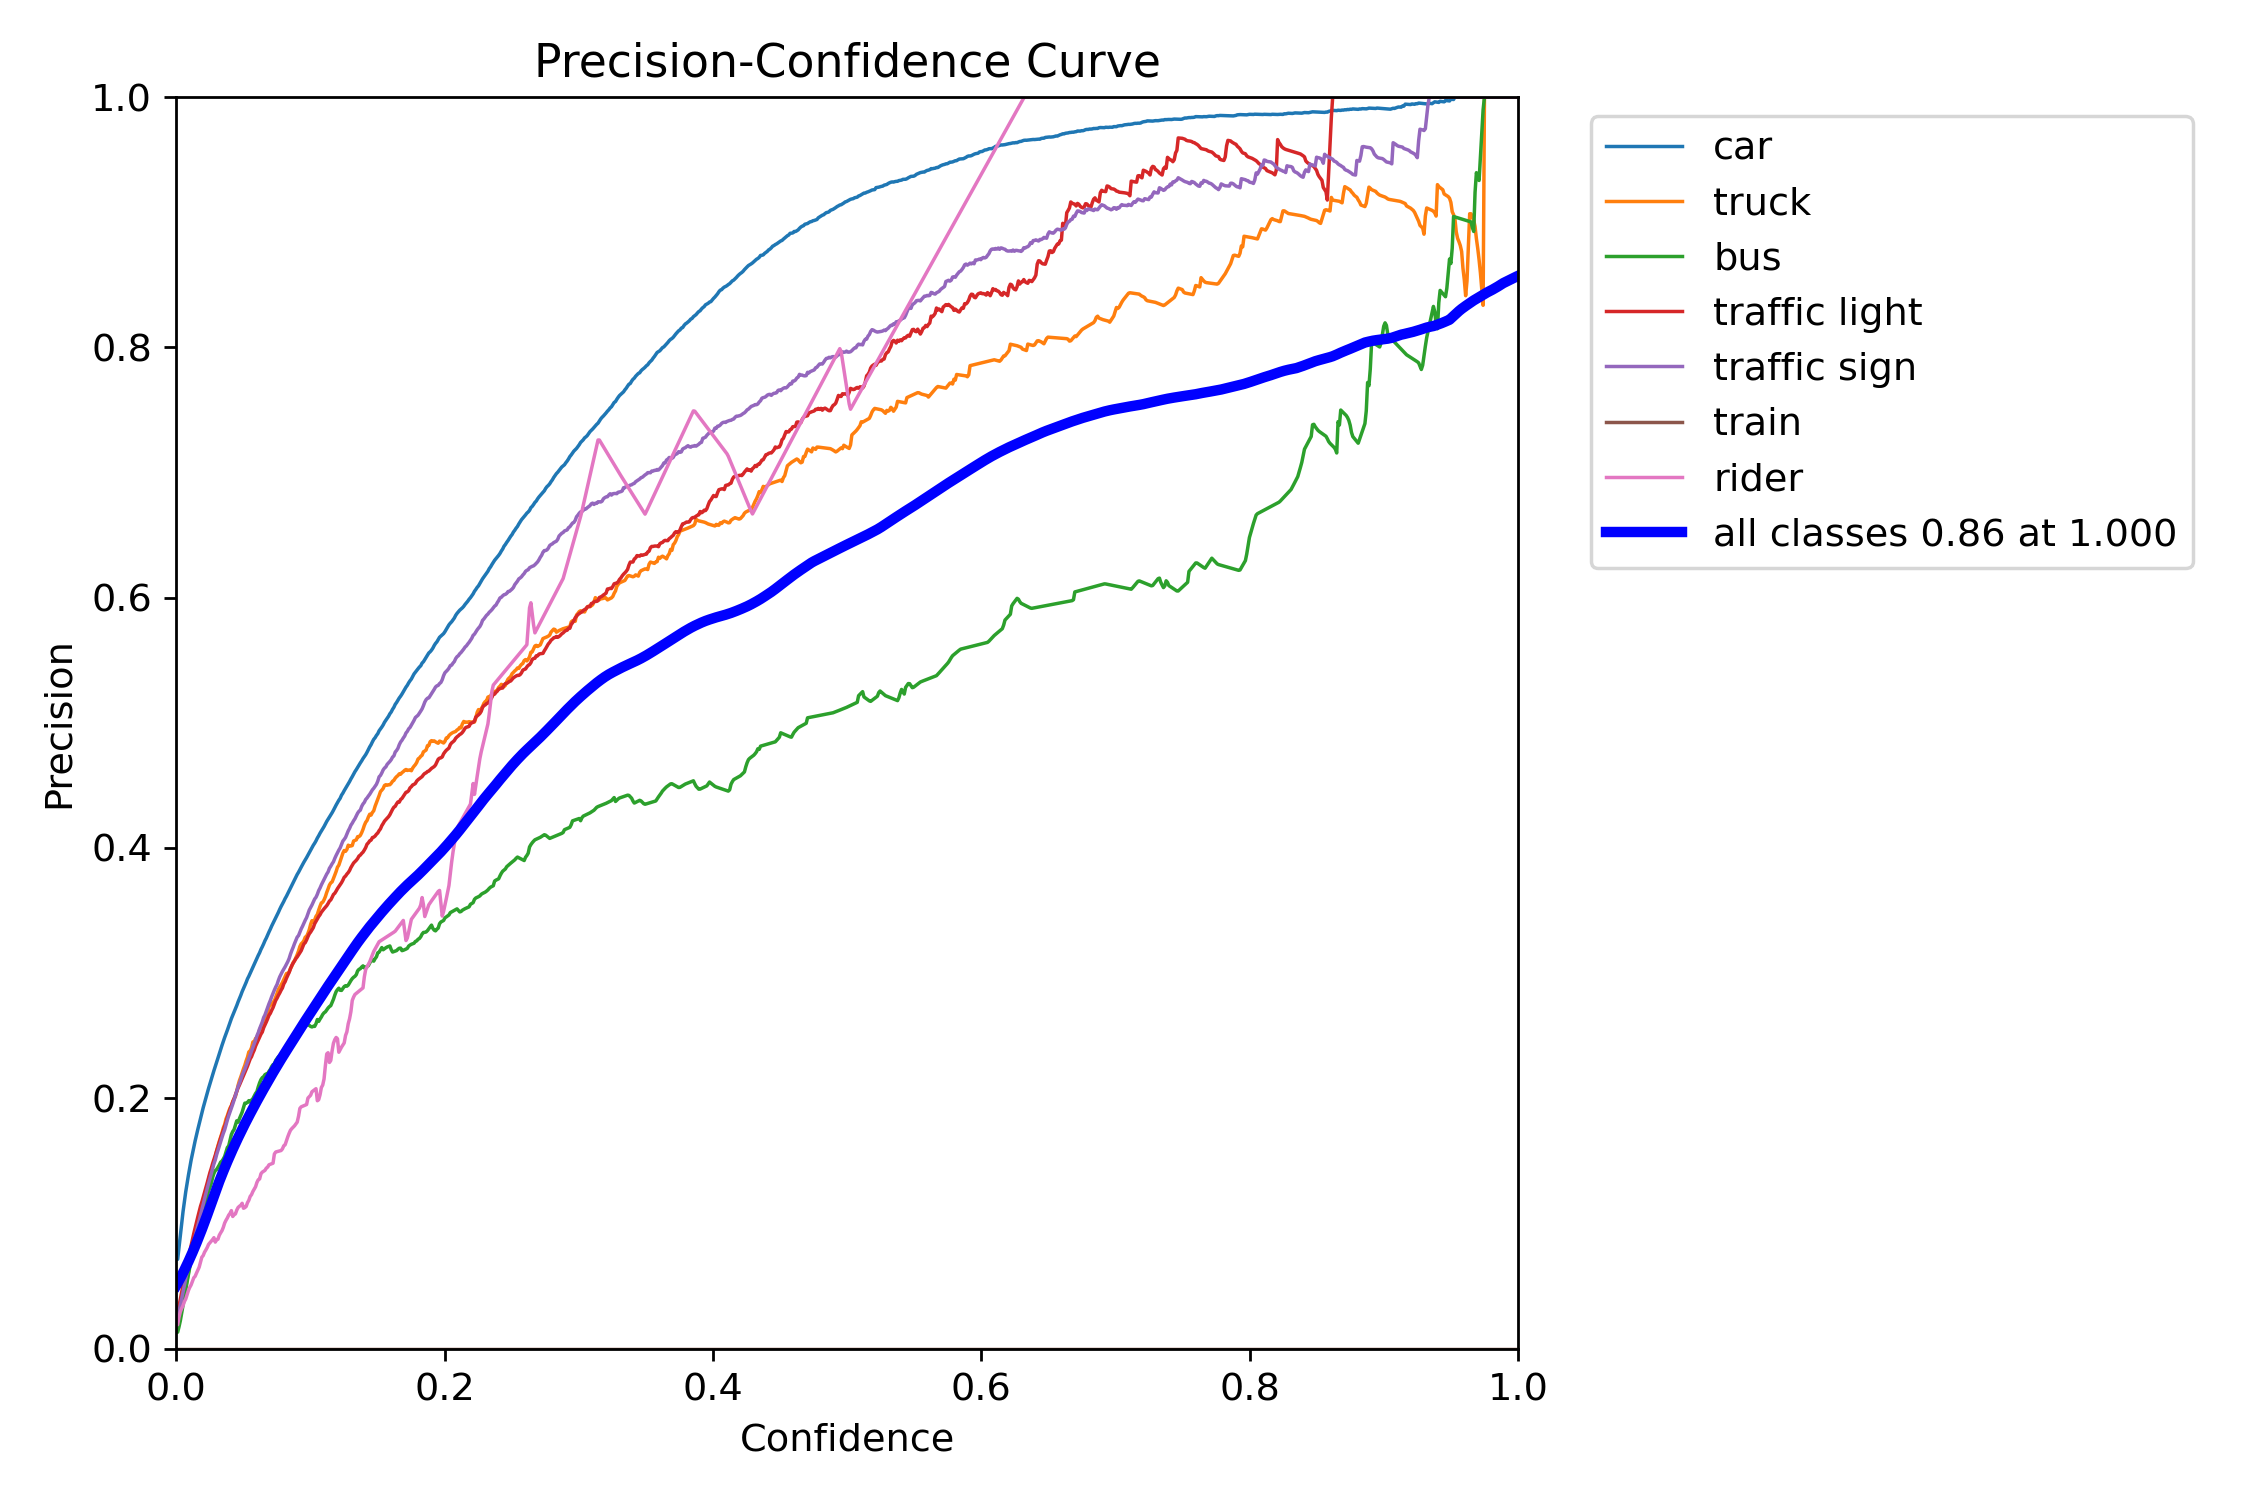 Precision-Confidence Curve
1.0
0.8
0.6
0.4
0.2
0.0
Precision
0.0 0.2 0.4 0.6 0.8 1.0
Confidence
car
truck
bus
traffic light
traffic sign
train
rider
all classes 0.86 at 1.000